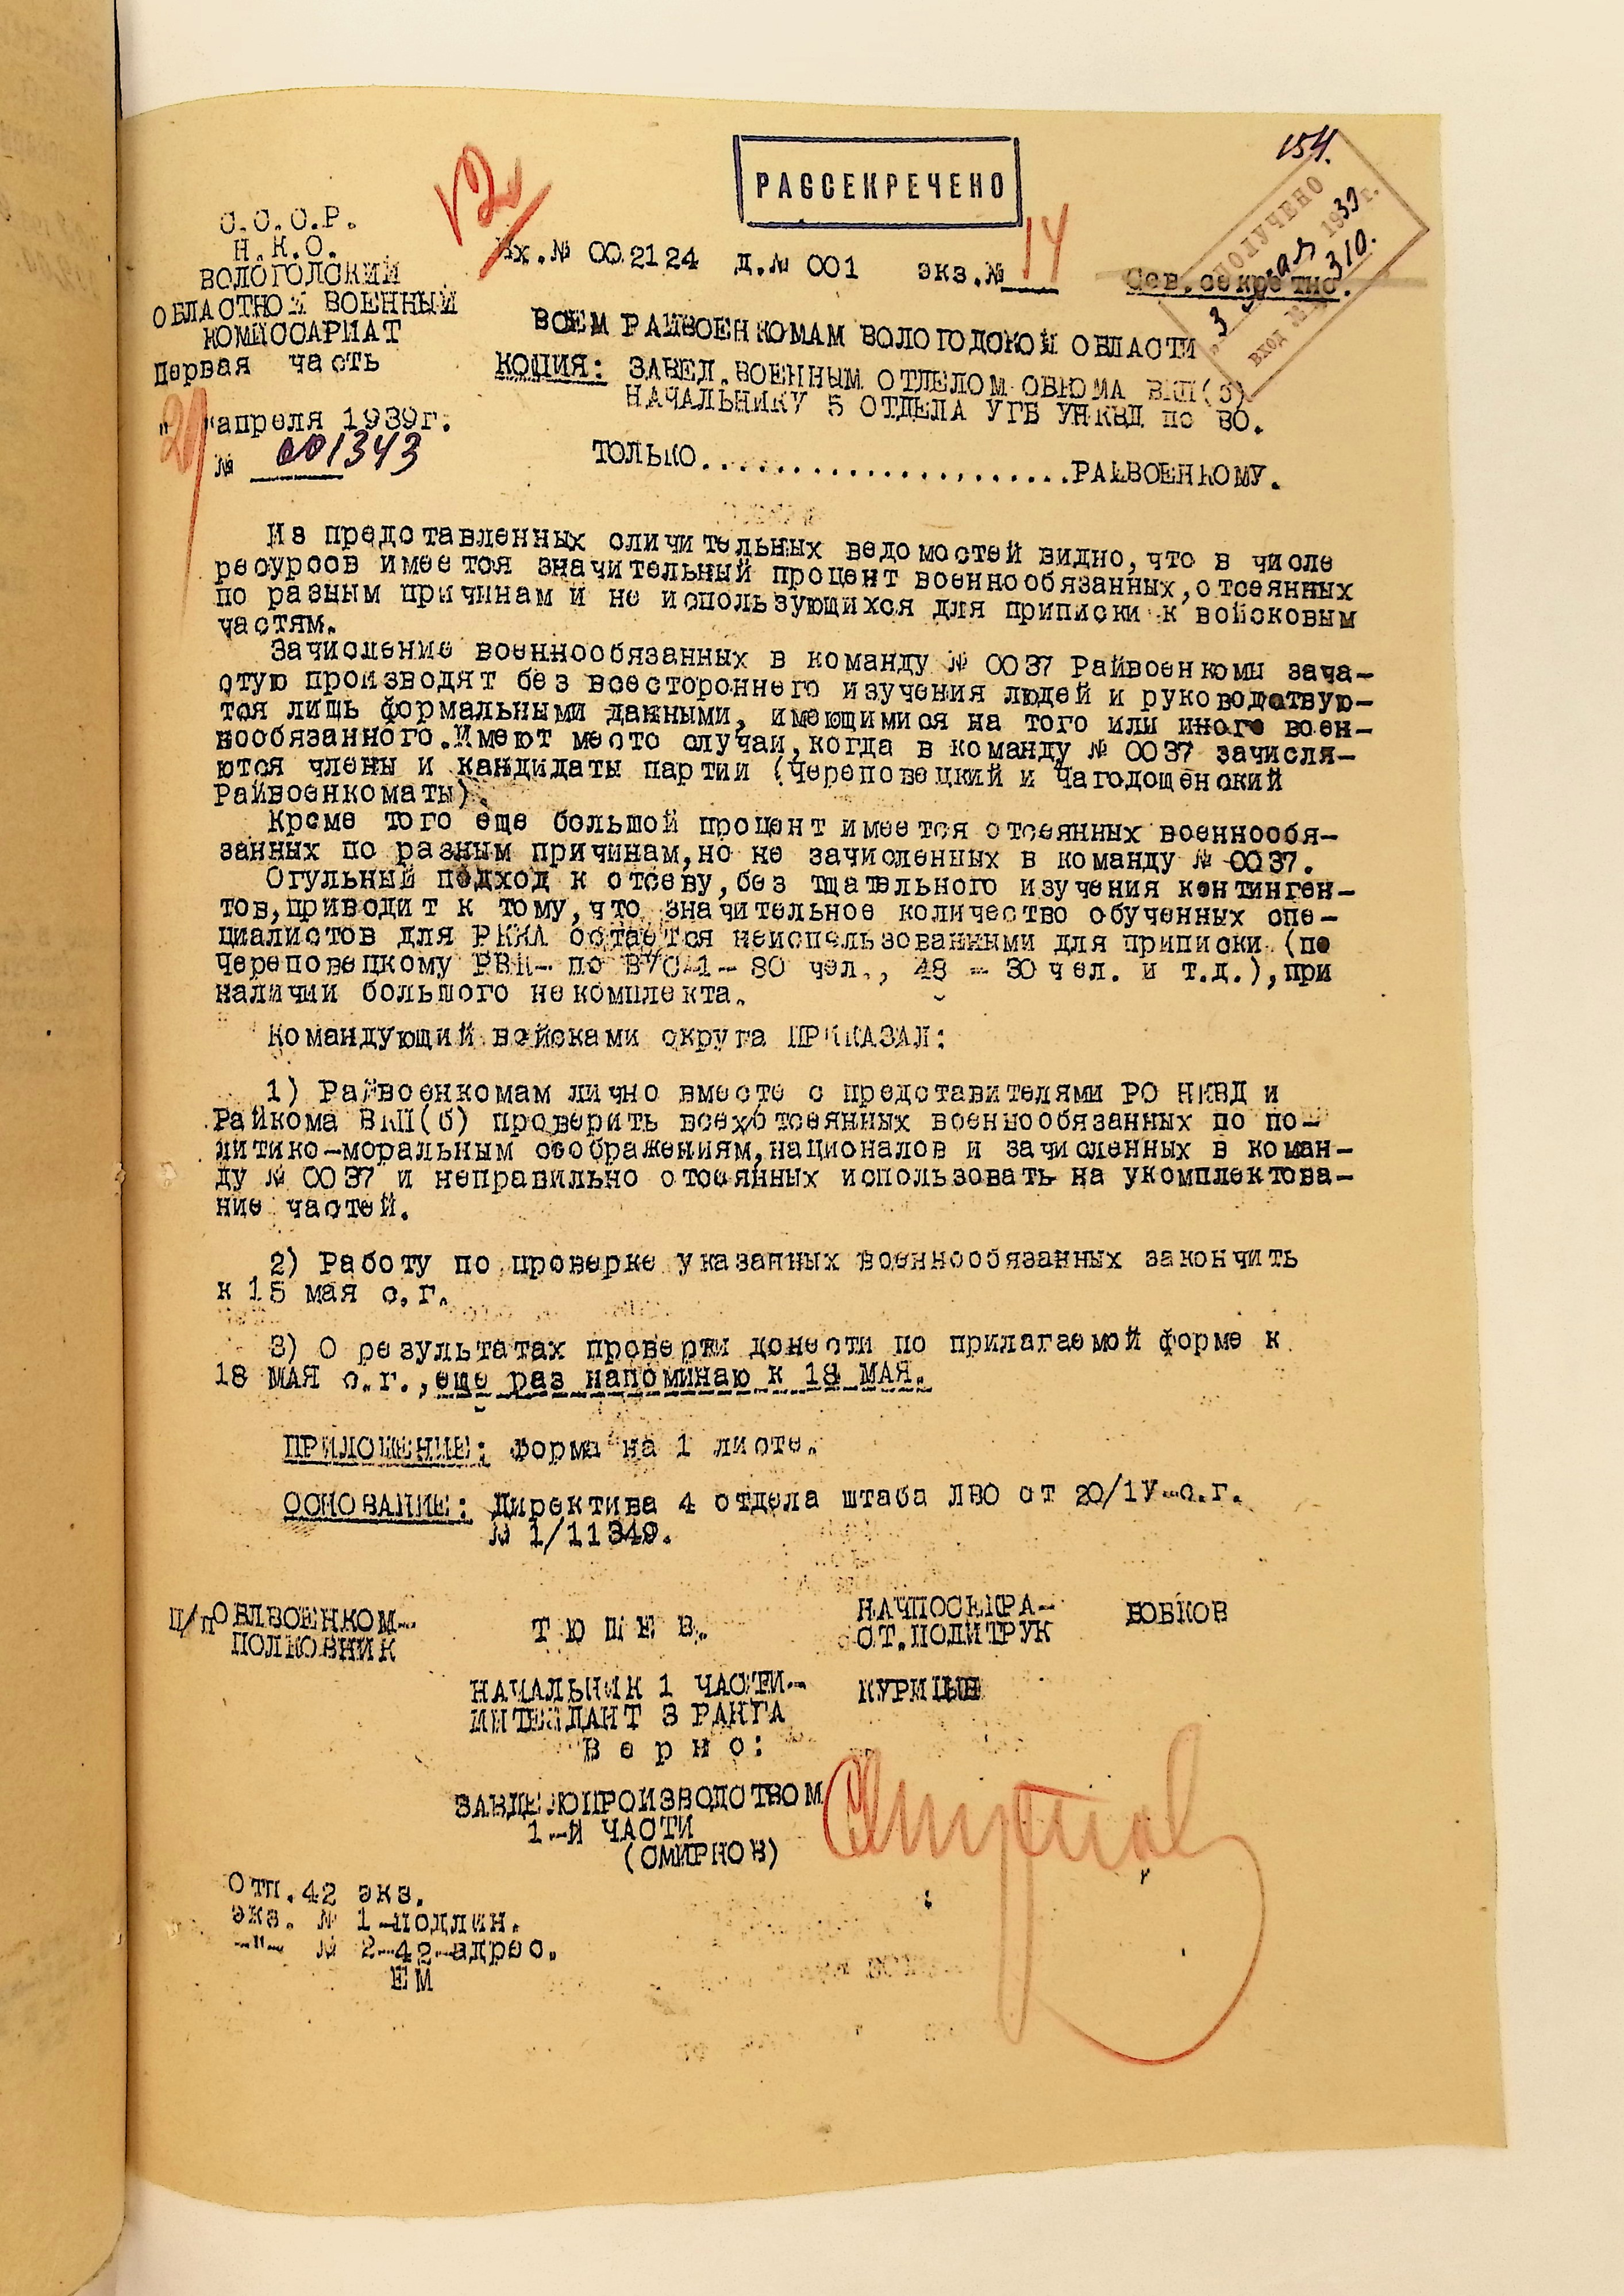 154.
РАССЕКРЕЧЕНО
ПОЛУЧЕНО
3 мая 1939 г.
ВХОД № 310.
С.С.С.Р.
Н.К.О.
ВОЛОГОДСКИЙ
ОБЛАСТНОЙ ВОЕННЫЙ
КОМИССАРИАТ
Первая часть
"29" апреля 1939г.
№ 001343
Вх.№ 002124 д.№ 001 экз.№ 14
Сов.секретно.
ВСЕМ РАЙВОЕНКОМАМ ВОЛОГОДСКОЙ ОБЛАСТИ
КОПИЯ: ЗАВЕД.ВОЕННЫМ ОТДЕЛОМ ОБКОМА ВКП(б)
НАЧАЛЬНИКУ 5 ОТДЕЛА УГБ УНКВД по ВО.
ТОЛЬКО.....................РАЙВОЕНКОМУ.
Из представленных сличительных ведомостей видно,что в числе
ресурсов имеется значительный процент военнообязанных,отсеянных
по разным причинам и не использующихся для приписки к войсковым
частям.
Зачисление военнообязанных в команду № 0037 Райвоенкомы зача-
стую производят без всестороннего изучения людей и руководствую-
тся лишь формальными данными, имеющимися на того или иного воен-
нообязанного.Имеют место случаи,когда в команду № 0037 зачисля-
ются члены и кандидаты партии (Череповецкий и Чагодощенский
Райвоенкоматы).
Кроме того еще большой процент имеется отсеянных военнообя-
занных по разным причинам,но не зачисленных в команду № 0037.
Огульный подход к отсеву,без тщательного изучения континген-
тов,приводит к тому,что значительное количество обученных спе-
циалистов для РККА остается неиспользованными для приписки (по
Череповецкому РВК- по ВУС-1- 80 чел., 48 - 30 чел. и т.д.),при
наличии большого некомплекта.
Командующий войсками округа ПРИКАЗАЛ:
1) Райвоенкомам лично вместе с представителями РО НКВД и
Райкома ВКП(б) проверить всех/отсеянных военнообязанных по по-
литико-моральным соображениям,националов и зачисленных в коман-
ду № 0037 и неправильно отсеянных использовать на укомплектова-
ние частей.
2) Работу по проверке указанных военнообязанных закончить
к 15 мая с.г.
3) О результатах проверки донести по прилагаемой форме к
18 МАЯ с.г.,еще раз напоминаю к 18 МАЯ.
ПРИЛОЖЕНИЕ: форма на 1 листе.
ОСНОВАНИЕ: Директива 4 отдела штаба ЛВО от 20/1У-с.г.
№ 1/11349.
П/п ОБЛВОЕНКОМ-
ПОЛКОВНИК
Т Ю Ш Е В.
НАЧПОСЕКРА-
СТ.ПОЛИТРУК
БОБКОВ
НАЧАЛЬНИК 1 ЧАСТИ-
ИНТЕНДАНТ 3 РАНГА
КУРИЦЫН
В е р н о:
ЗАВДЕЛОПРОИЗВОДСТВОМ
1-Й ЧАСТИ
(СМИРНОВ)
Отп.42 экз.
экз. № 1-подлин.
-"- № 2-42-адрес.
ЕМ